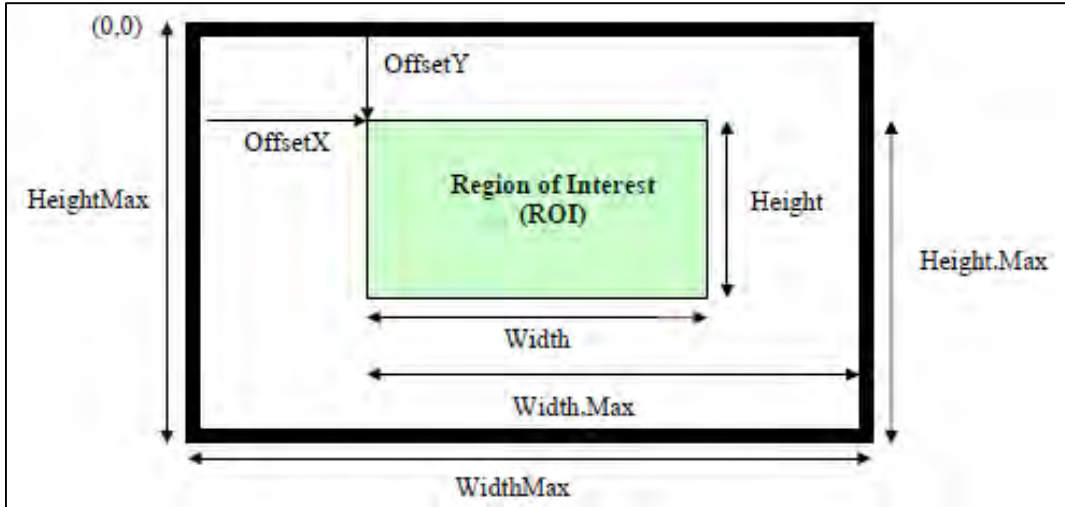 (0,0)
OffsetY
OffsetX
HeightMax
Region of Interest
(ROI)
Height
Height.Max
Width
Width.Max
WidthMax